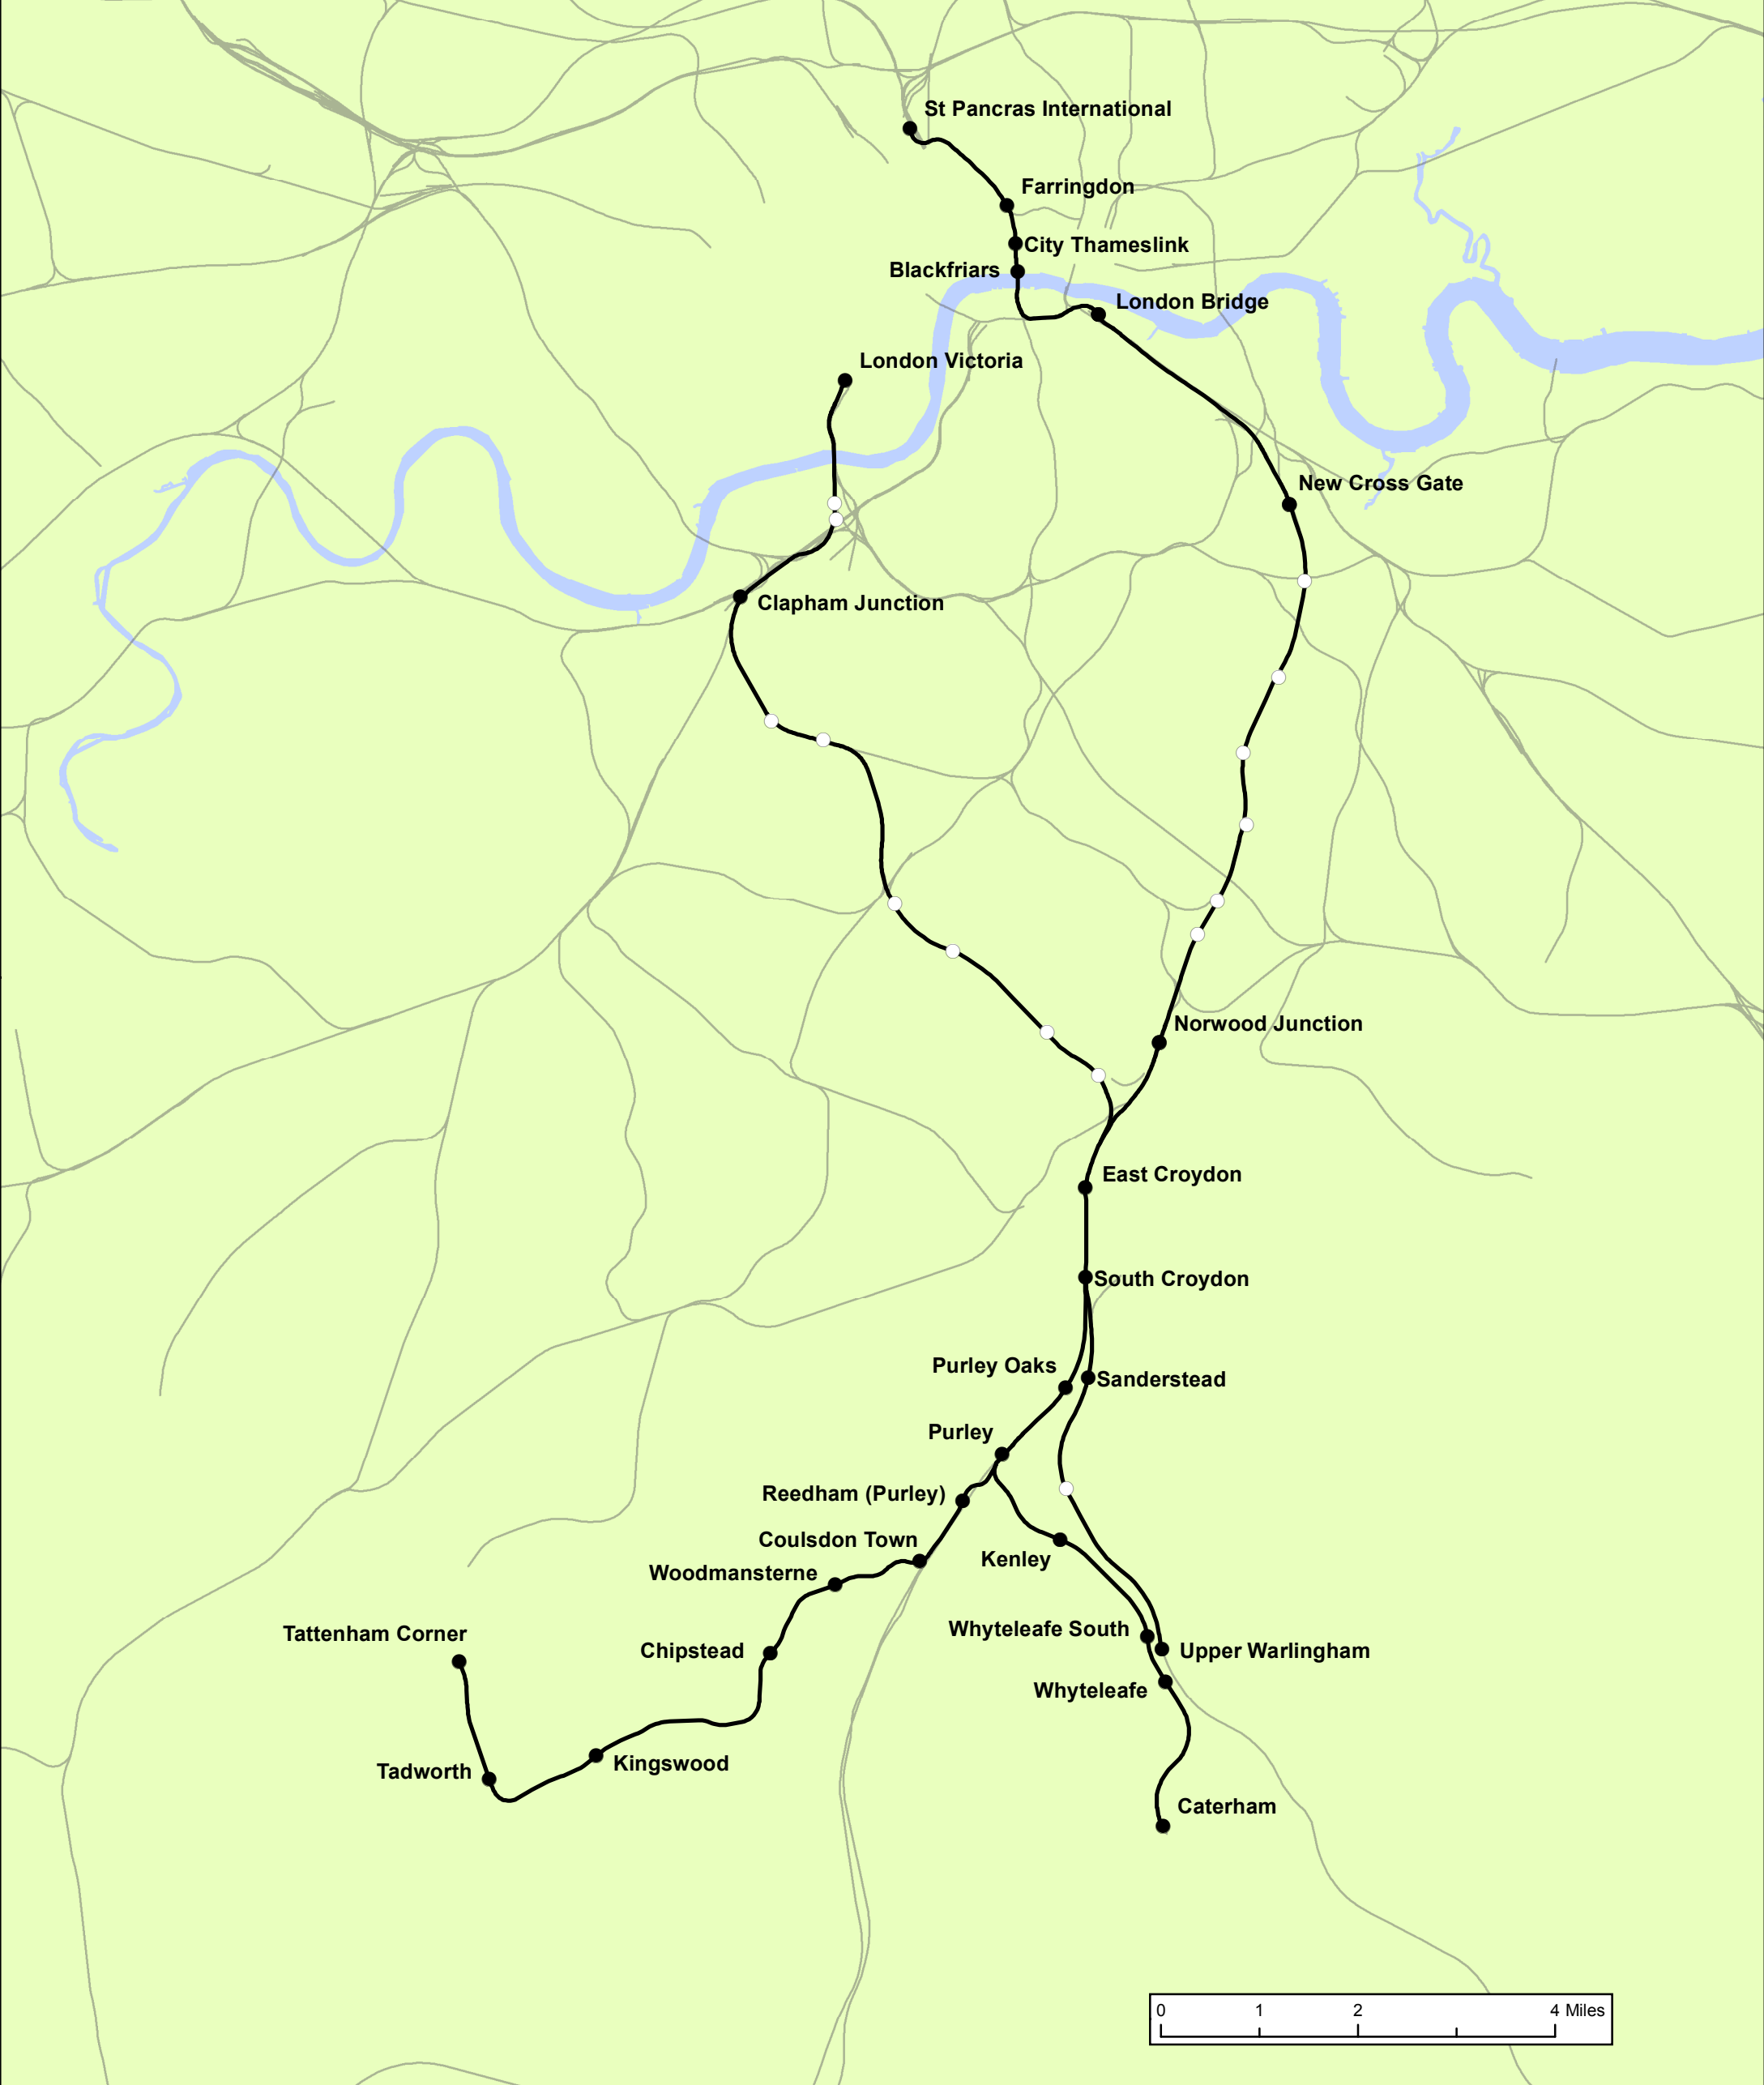 St Pancras International
Farringdon
City Thameslink
Blackfriars
London Bridge
London Victoria
New Cross Gate
Clapham Junction
Norwood Junction
East Croydon
South Croydon
Purley Oaks
Sanderstead
Purley
Reedham (Purley)
Coulsdon Town
Kenley
Woodmansterne
Whyteleafe South
Tattenham Corner
Chipstead
Upper Warlingham
Whyteleafe
Kingswood
Tadworth
Caterham
0 1 2 4 Miles